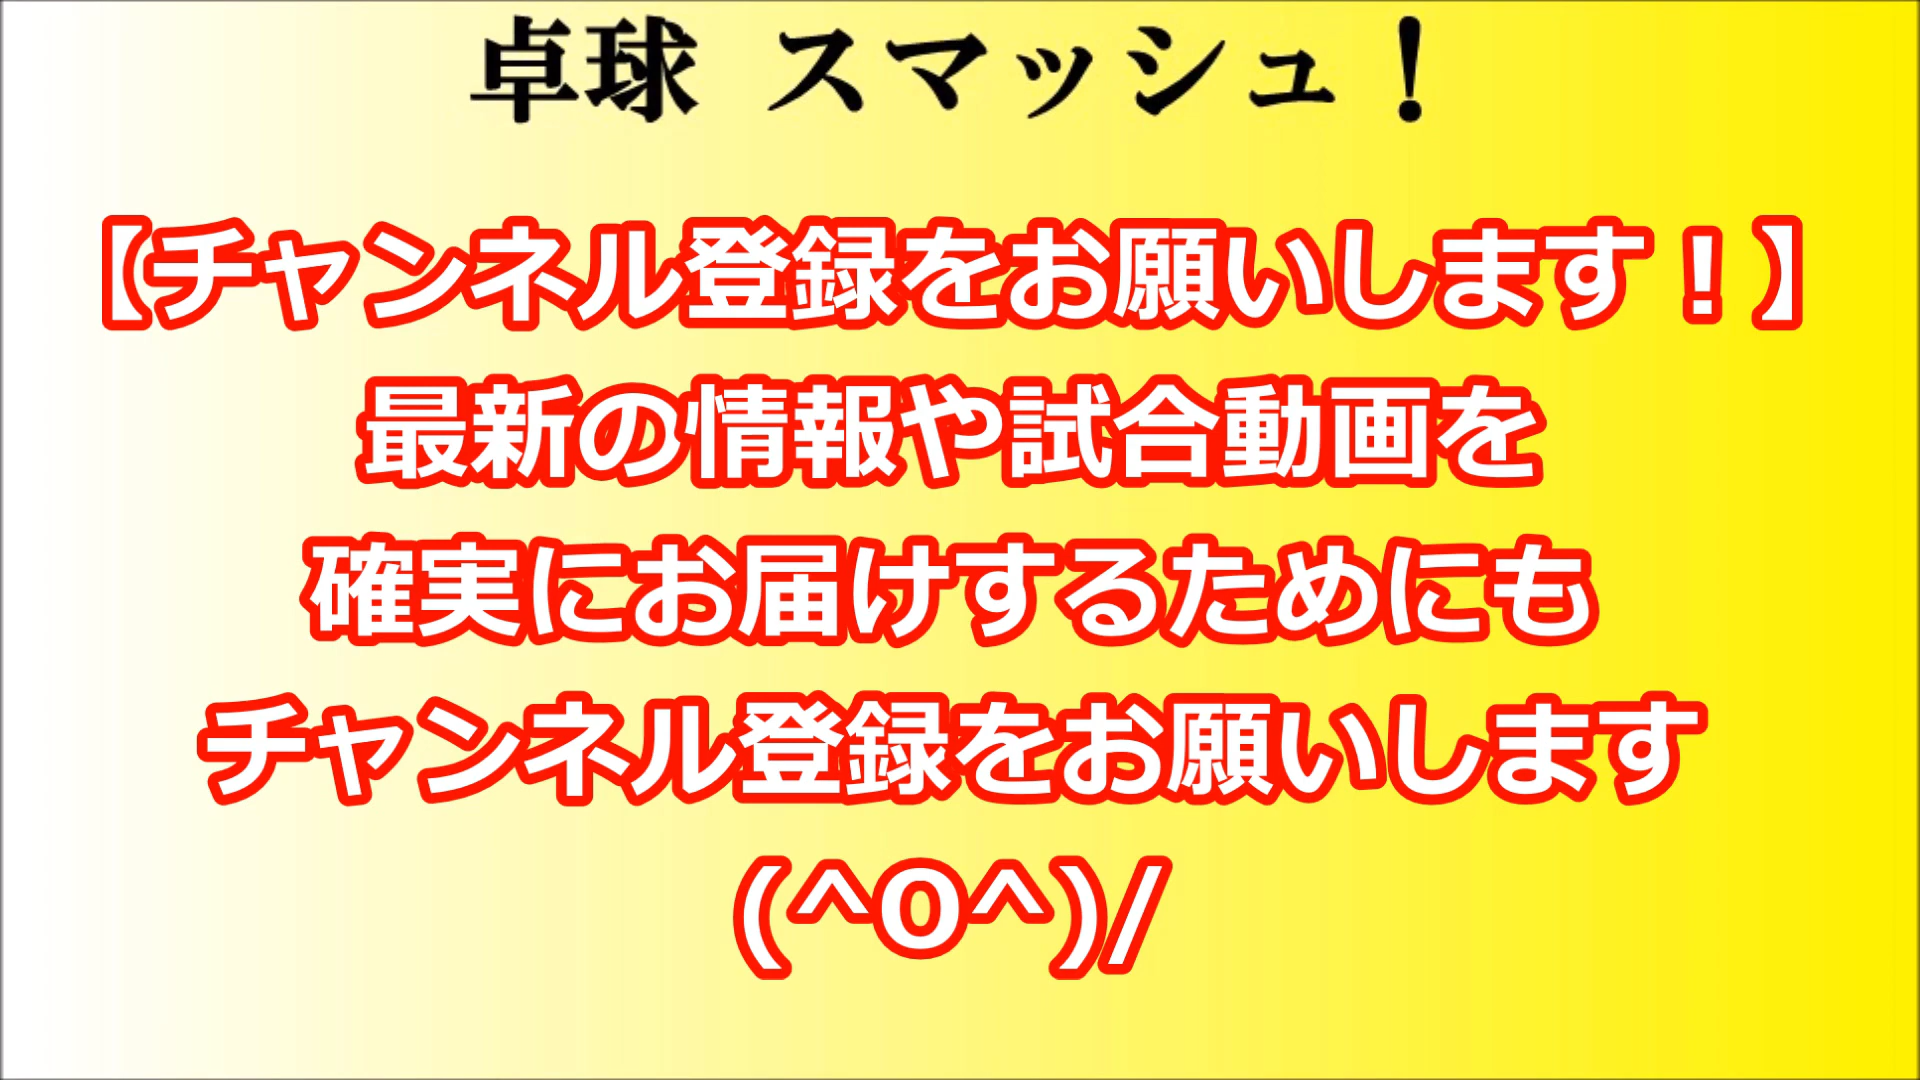 卓球 スマッシュ！
【チャンネル登録をお願いします！】
最新の情報や試合動画を
確実にお届けするためにも
チャンネル登録をお願いします
(^O^)/